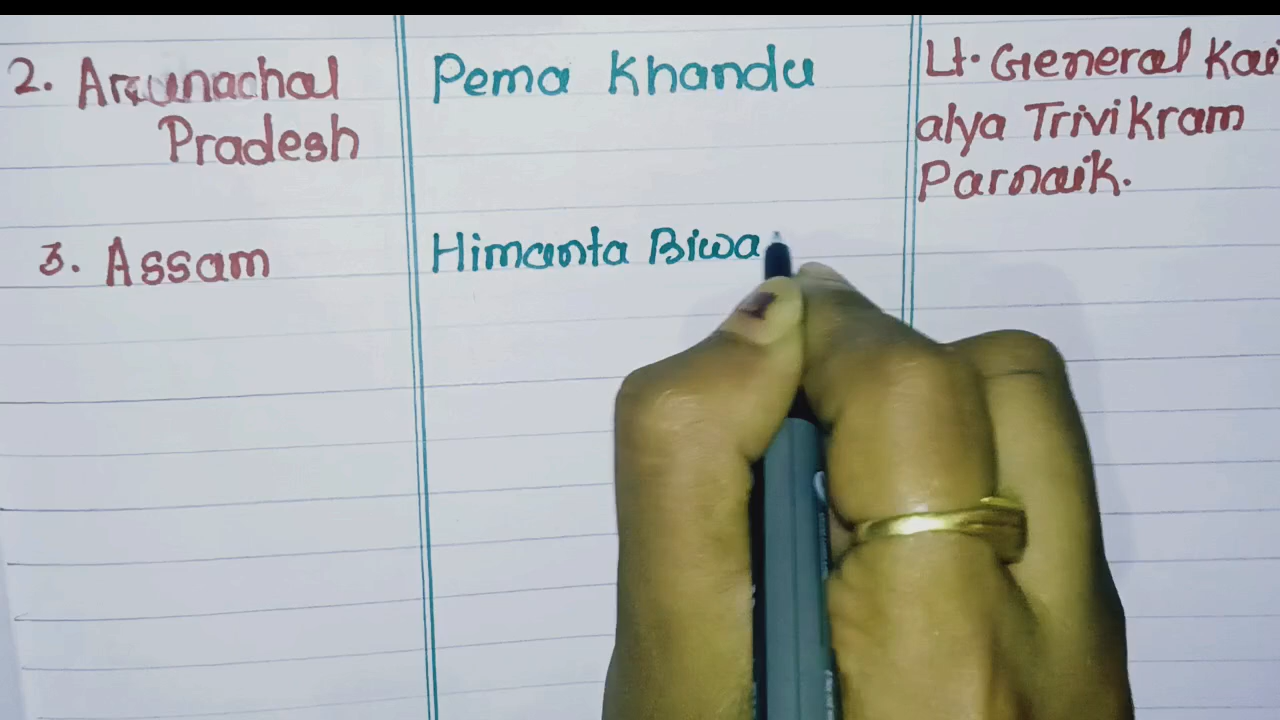 2. Arunachal Pradesh
Pema Khandu
Lt. General Kai
alya Trivikram
Parnaik.
3. Assam
Himanta Biwa